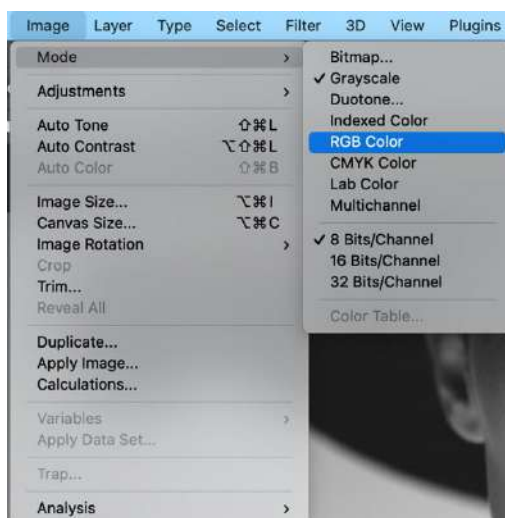 Image Layer Type Select Filter 3D View Plugins
Mode >
Adjustments >
Auto Tone ⇧⌘L
Auto Contrast ⌥⇧⌘L
Auto Color ⇧⌘B
Image Size... ⌥⌘I
Canvas Size... ⌥⌘C
Image Rotation >
Crop
Trim...
Reveal All
Duplicate...
Apply Image...
Calculations...
Variables >
Apply Data Set...
Trap...
Analysis >
Bitmap...
✓ Grayscale
Duotone...
Indexed Color
RGB Color
CMYK Color
Lab Color
Multichannel
✓ 8 Bits/Channel
16 Bits/Channel
32 Bits/Channel
Color Table...